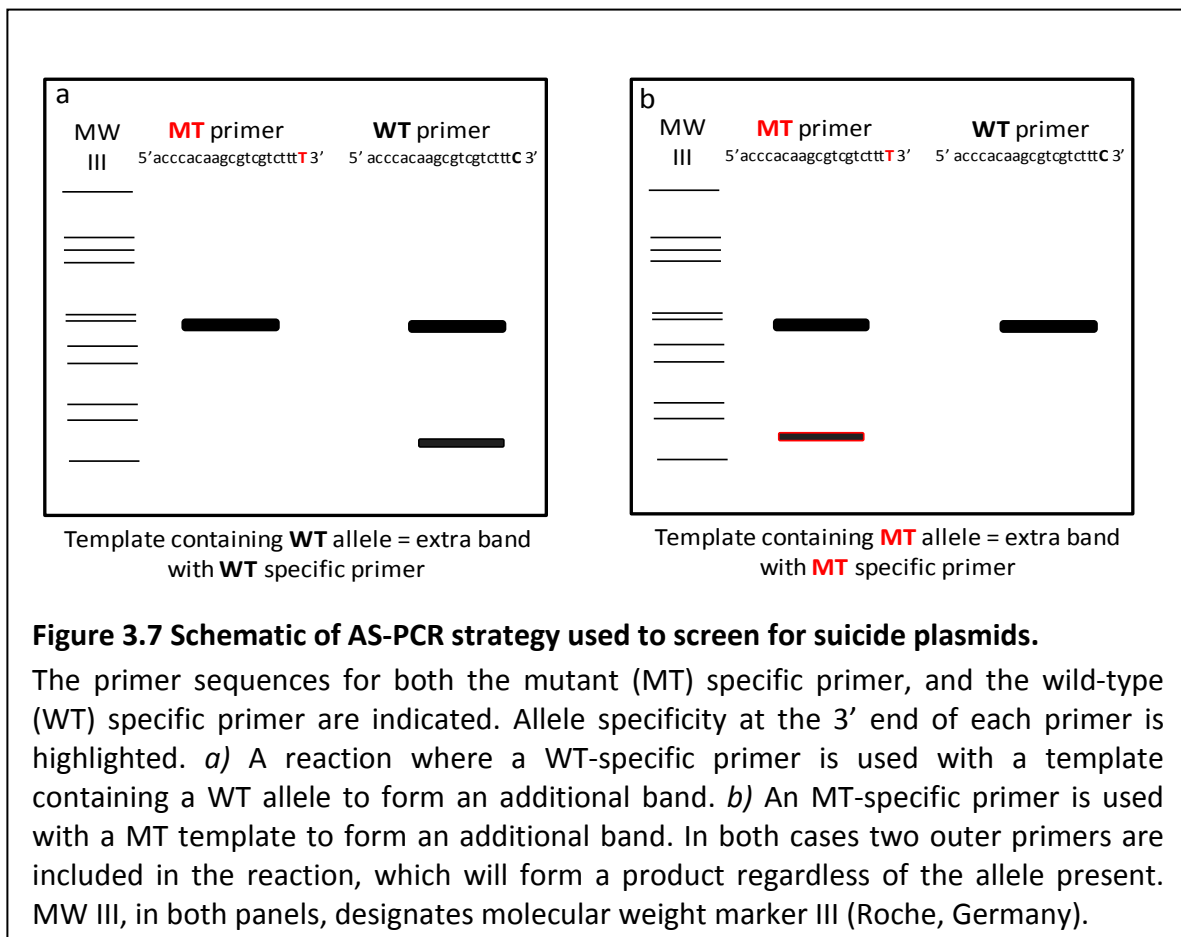 a
MW
III
MT primer
5’acccacaagcgtcgtctttT3’
WT primer
5’ acccacaagcgtcgtctttC 3’
Template containing WT allele = extra band
with WT specific primer
b
MW
III
MT primer
5’acccacaagcgtcgtctttT3’
WT primer
5’ acccacaagcgtcgtctttC 3’
Template containing MT allele = extra band
with MT specific primer
Figure 3.7 Schematic of AS-PCR strategy used to screen for suicide plasmids.
The primer sequences for both the mutant (MT) specific primer, and the wild-type
(WT) specific primer are indicated. Allele specificity at the 3’ end of each primer is
highlighted. a) A reaction where a WT-specific primer is used with a template
containing a WT allele to form an additional band. b) An MT-specific primer is used
with a MT template to form an additional band. In both cases two outer primers are
included in the reaction, which will form a product regardless of the allele present.
MW III, in both panels, designates molecular weight marker III (Roche, Germany).